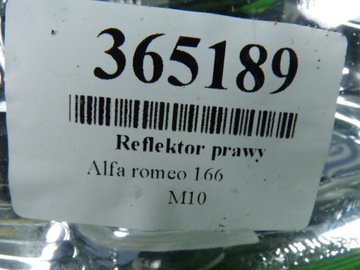 365189
Reflektor prawy
Alfa romeo 166
M10